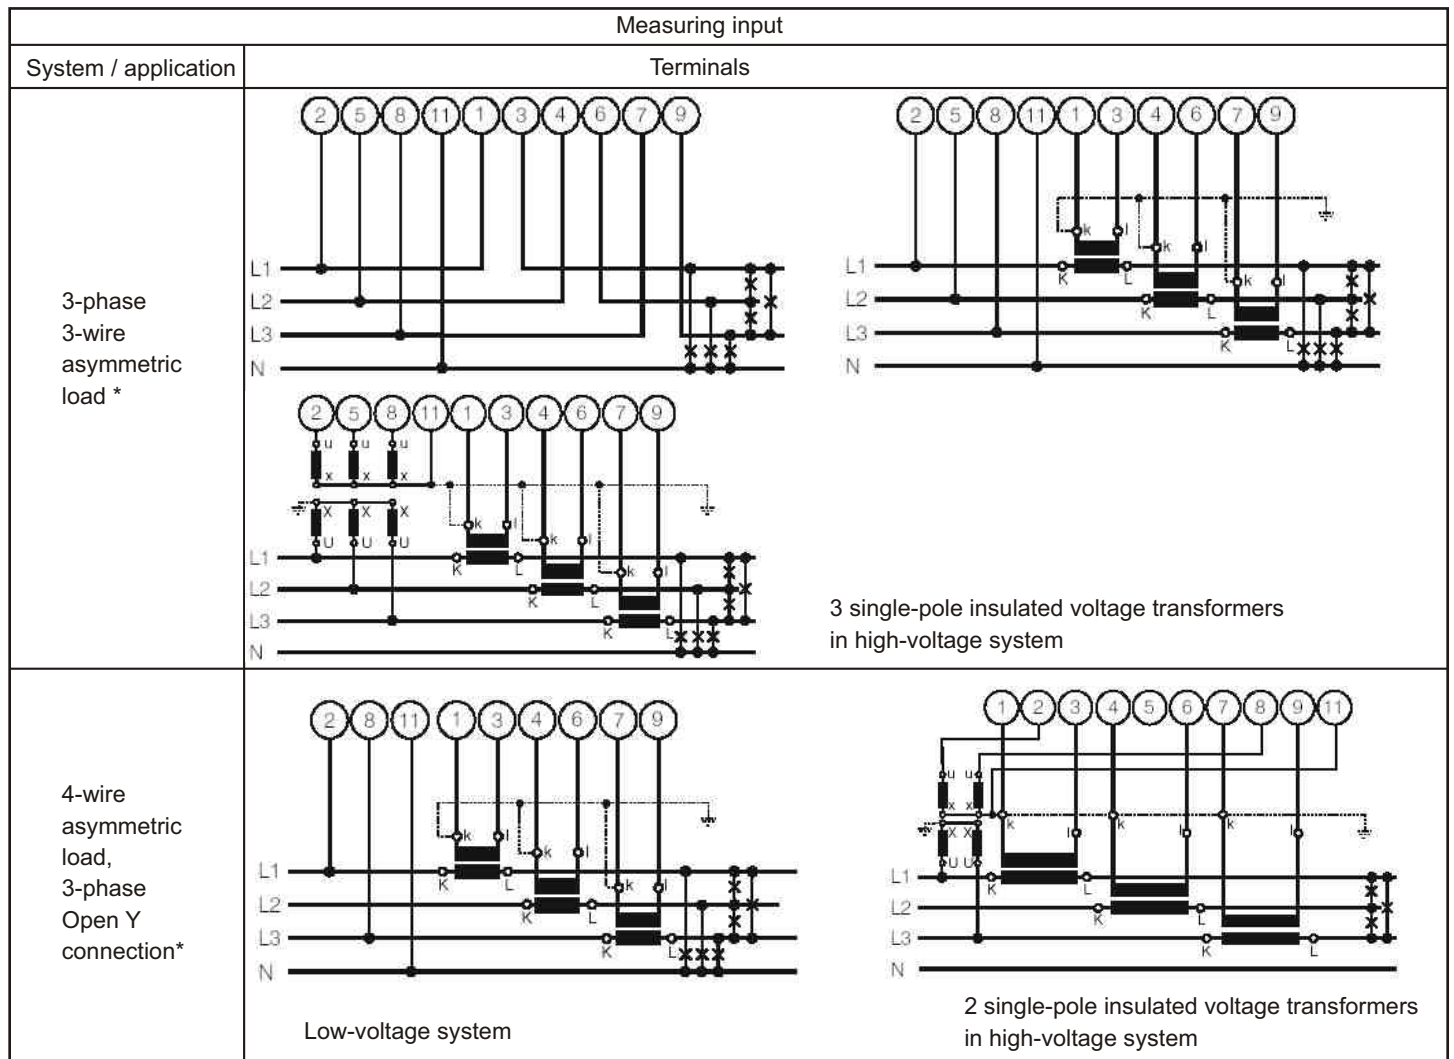 Measuring input
System / application
Terminals
3-phase
3-wire
asymmetric
load *
2 5 8 11 1 3 4 6 7 9
L1
L2
L3
N
2 5 8 11 1 3 4 6 7 9
k l
k l
k l
L1 K L
L2 K L
L3 K L
N
2 5 8 11 1 3 4 6 7 9
u u u
x x x
X X X
U U U
k l
k l
k l
L1 K L
L2 K L
L3 K L
N
3 single-pole insulated voltage transformers
in high-voltage system
4-wire
asymmetric
load,
3-phase
Open Y
connection*
2 8 11 1 3 4 6 7 9
k l
k l
k l
L1 K L
L2 K L
L3 K L
N
Low-voltage system
1 2 3 4 5 6 7 8 9 11
u u
x x
X X
U U
k l k l k l
L1 K L
L2 K L
L3 K L
N
2 single-pole insulated voltage transformers
in high-voltage system